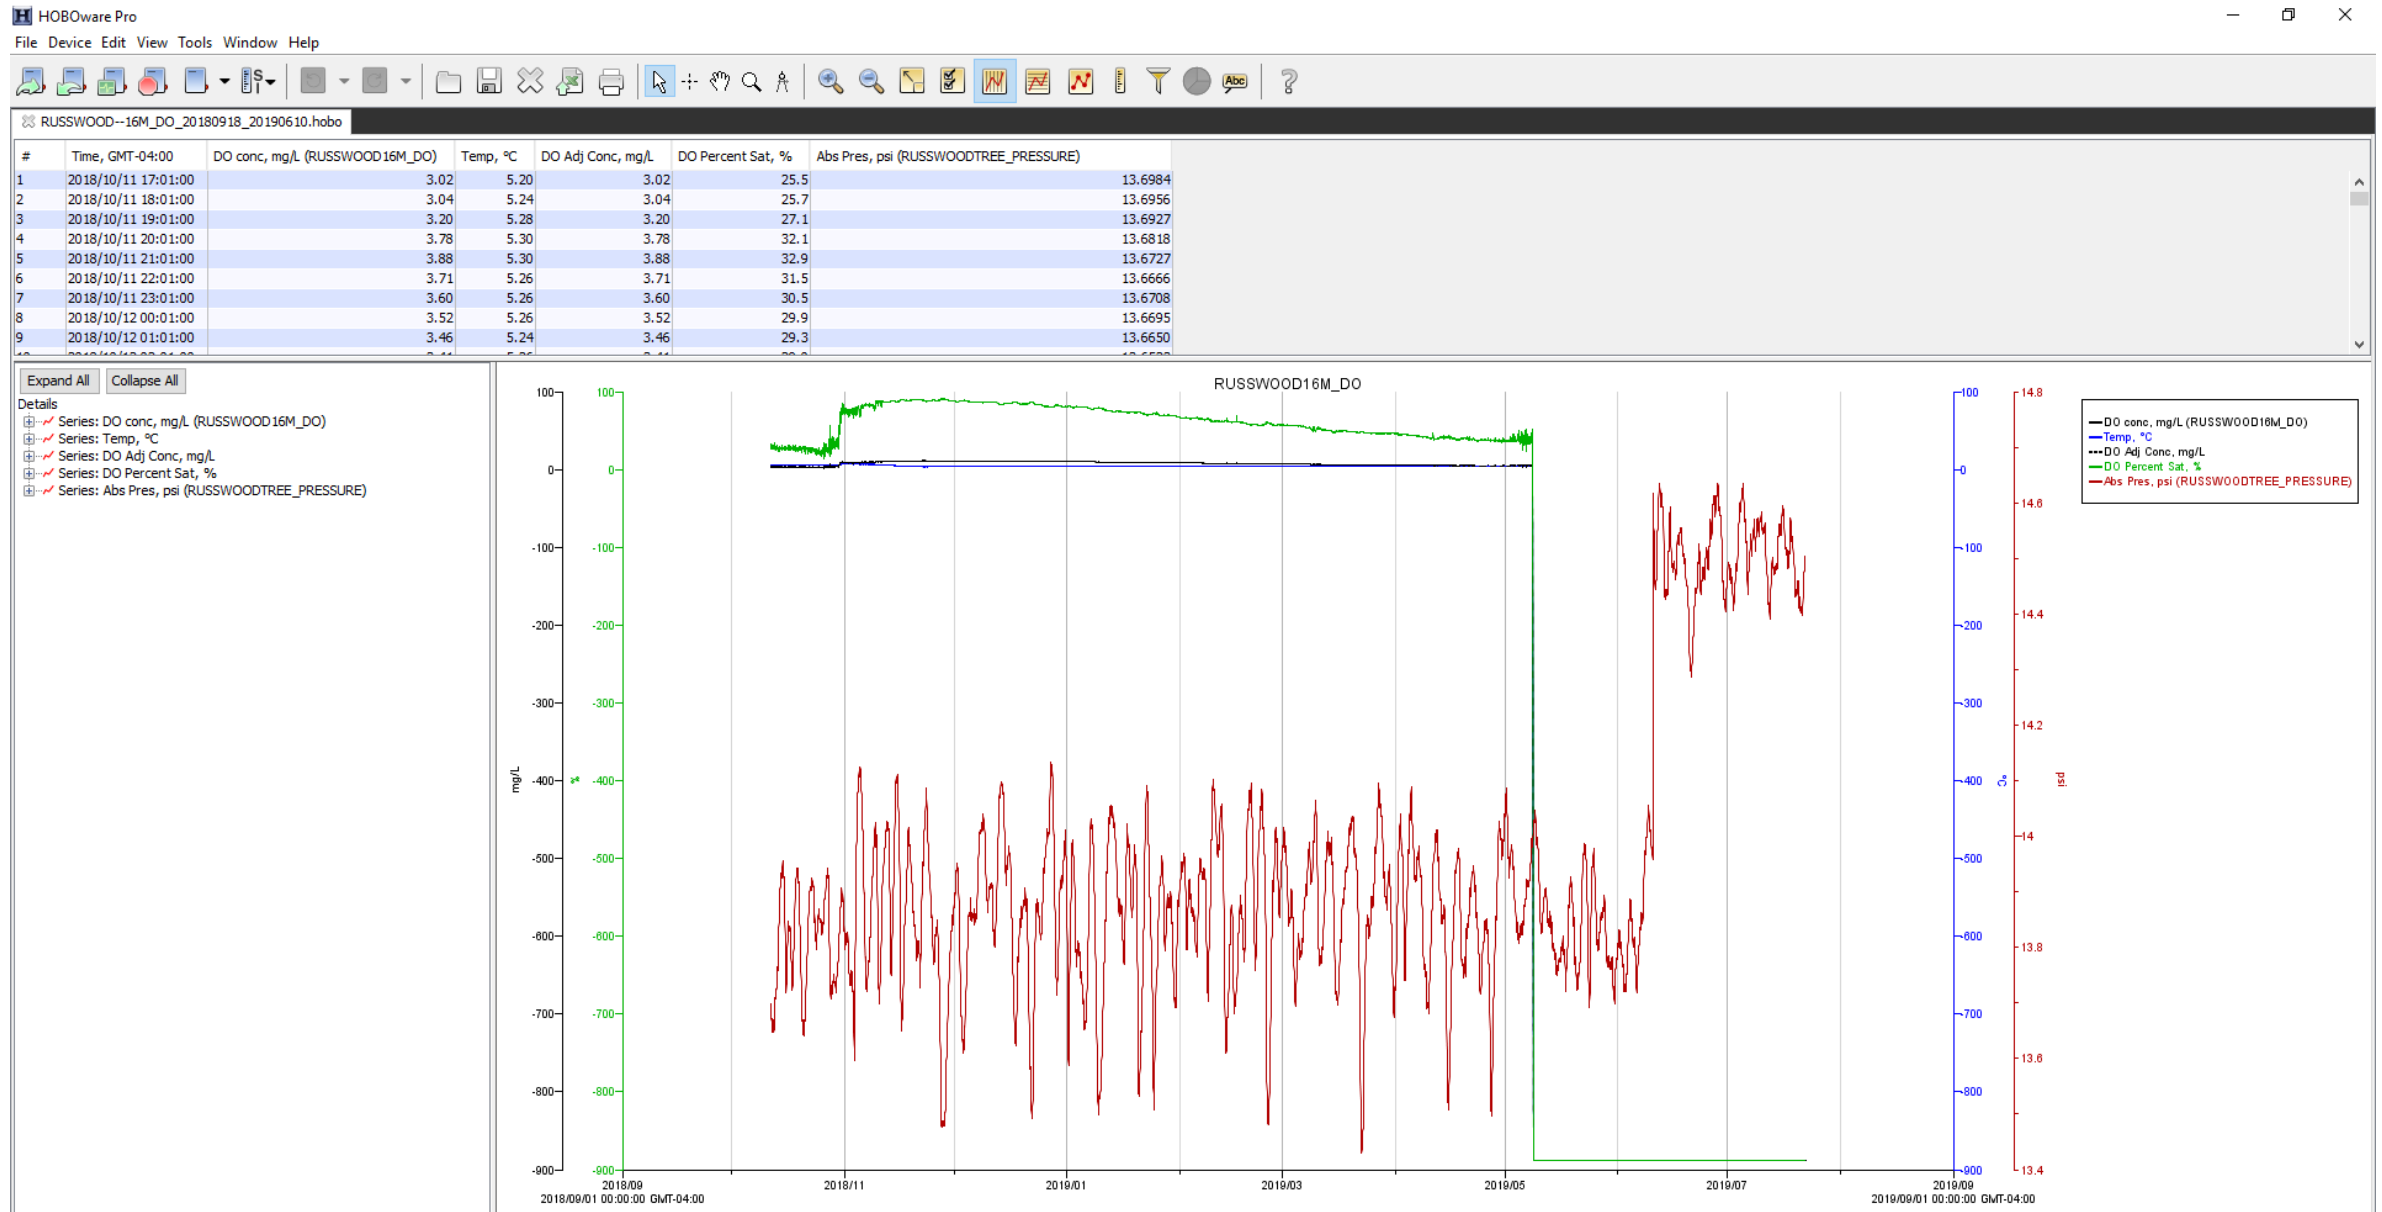 HOBOware Pro
File Device Edit View Tools Window Help
RUSSWOOD--16M_DO_20180918_20190610.hobo
# Time, GMT-04:00 DO conc, mg/L (RUSSWOOD16M_DO) Temp, °C DO Adj Conc, mg/L DO Percent Sat, % Abs Pres, psi (RUSSWOODTREE_PRESSURE)
1 2018/10/11 17:01:00 3.02 5.20 3.02 25.5 13.6984
2 2018/10/11 18:01:00 3.04 5.24 3.04 25.7 13.6956
3 2018/10/11 19:01:00 3.20 5.28 3.20 27.1 13.6927
4 2018/10/11 20:01:00 3.78 5.30 3.78 32.1 13.6818
5 2018/10/11 21:01:00 3.88 5.30 3.88 32.9 13.6727
6 2018/10/11 22:01:00 3.71 5.26 3.71 31.5 13.6666
7 2018/10/11 23:01:00 3.60 5.26 3.60 30.5 13.6708
8 2018/10/12 00:01:00 3.52 5.26 3.52 29.9 13.6695
9 2018/10/12 01:01:00 3.46 5.24 3.46 29.3 13.6650
Expand All Collapse All
Details
Series: DO conc, mg/L (RUSSWOOD16M_DO)
Series: Temp, °C
Series: DO Adj Conc, mg/L
Series: DO Percent Sat, %
Series: Abs Pres, psi (RUSSWOODTREE_PRESSURE)
RUSSWOOD16M_DO
100 100 100 14.8
0 0 0
14.6
-100 -100 -100
14.4
-200 -200 -200
-300 -300 -300
14.2
mg/L -400 % -400 -400 °C psi
14
-500 -500 -500
-600 -600 -600
13.8
-700 -700 -700
13.6
-800 -800 -800
-900 -900 -900 13.4
2018/09 2018/11 2019/01 2019/03 2019/05 2019/07 2019/09
2018/09/01 00:00:00 GMT-04:00 2019/09/01 00:00:00 GMT-04:00
DO conc, mg/L (RUSSWOOD16M_DO)
Temp, °C
DO Adj Conc, mg/L
DO Percent Sat, %
Abs Pres, psi (RUSSWOODTREE_PRESSURE)
Abc